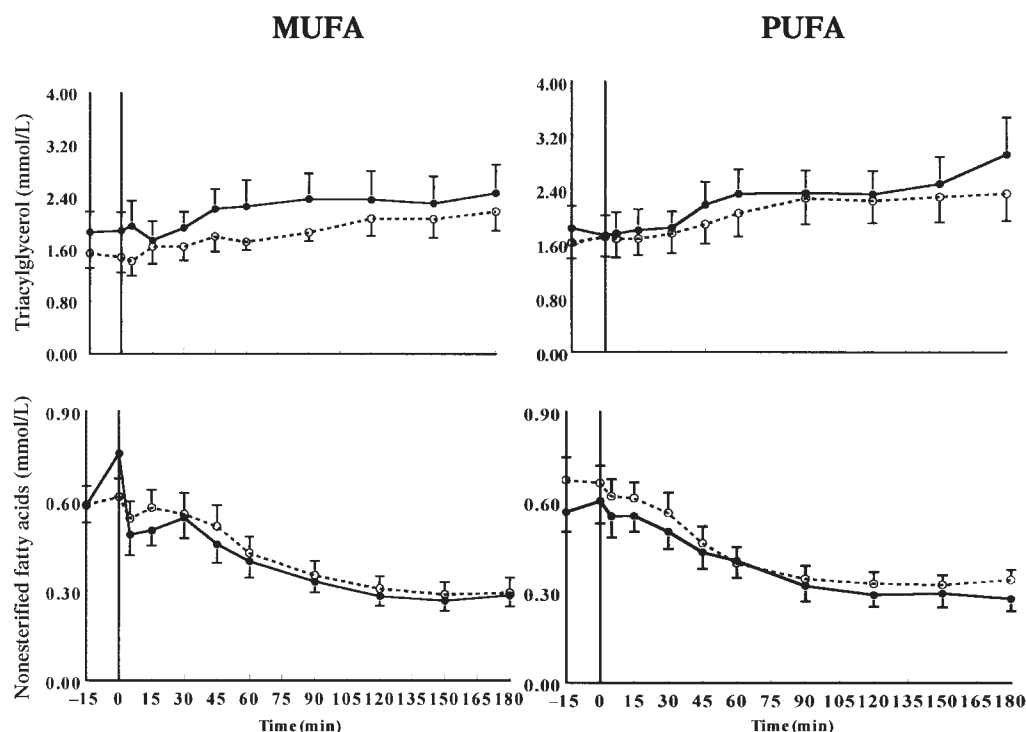 MUFA
PUFA
Triacylglycerol (mmol/L)
4.00
3.20
2.40
1.60
0.80
0.00
4.00
3.20
2.40
1.60
0.80
0.00
Nonesterified fatty acids (mmol/L)
0.90
0.60
0.30
0.00
0.90
0.60
0.30
0.00
−15 0 15 30 45 60 75 90 105 120 135 150 165 180
−15 0 15 30 45 60 75 90 105 120 135 150 165 180
Time (min)
Time (min)